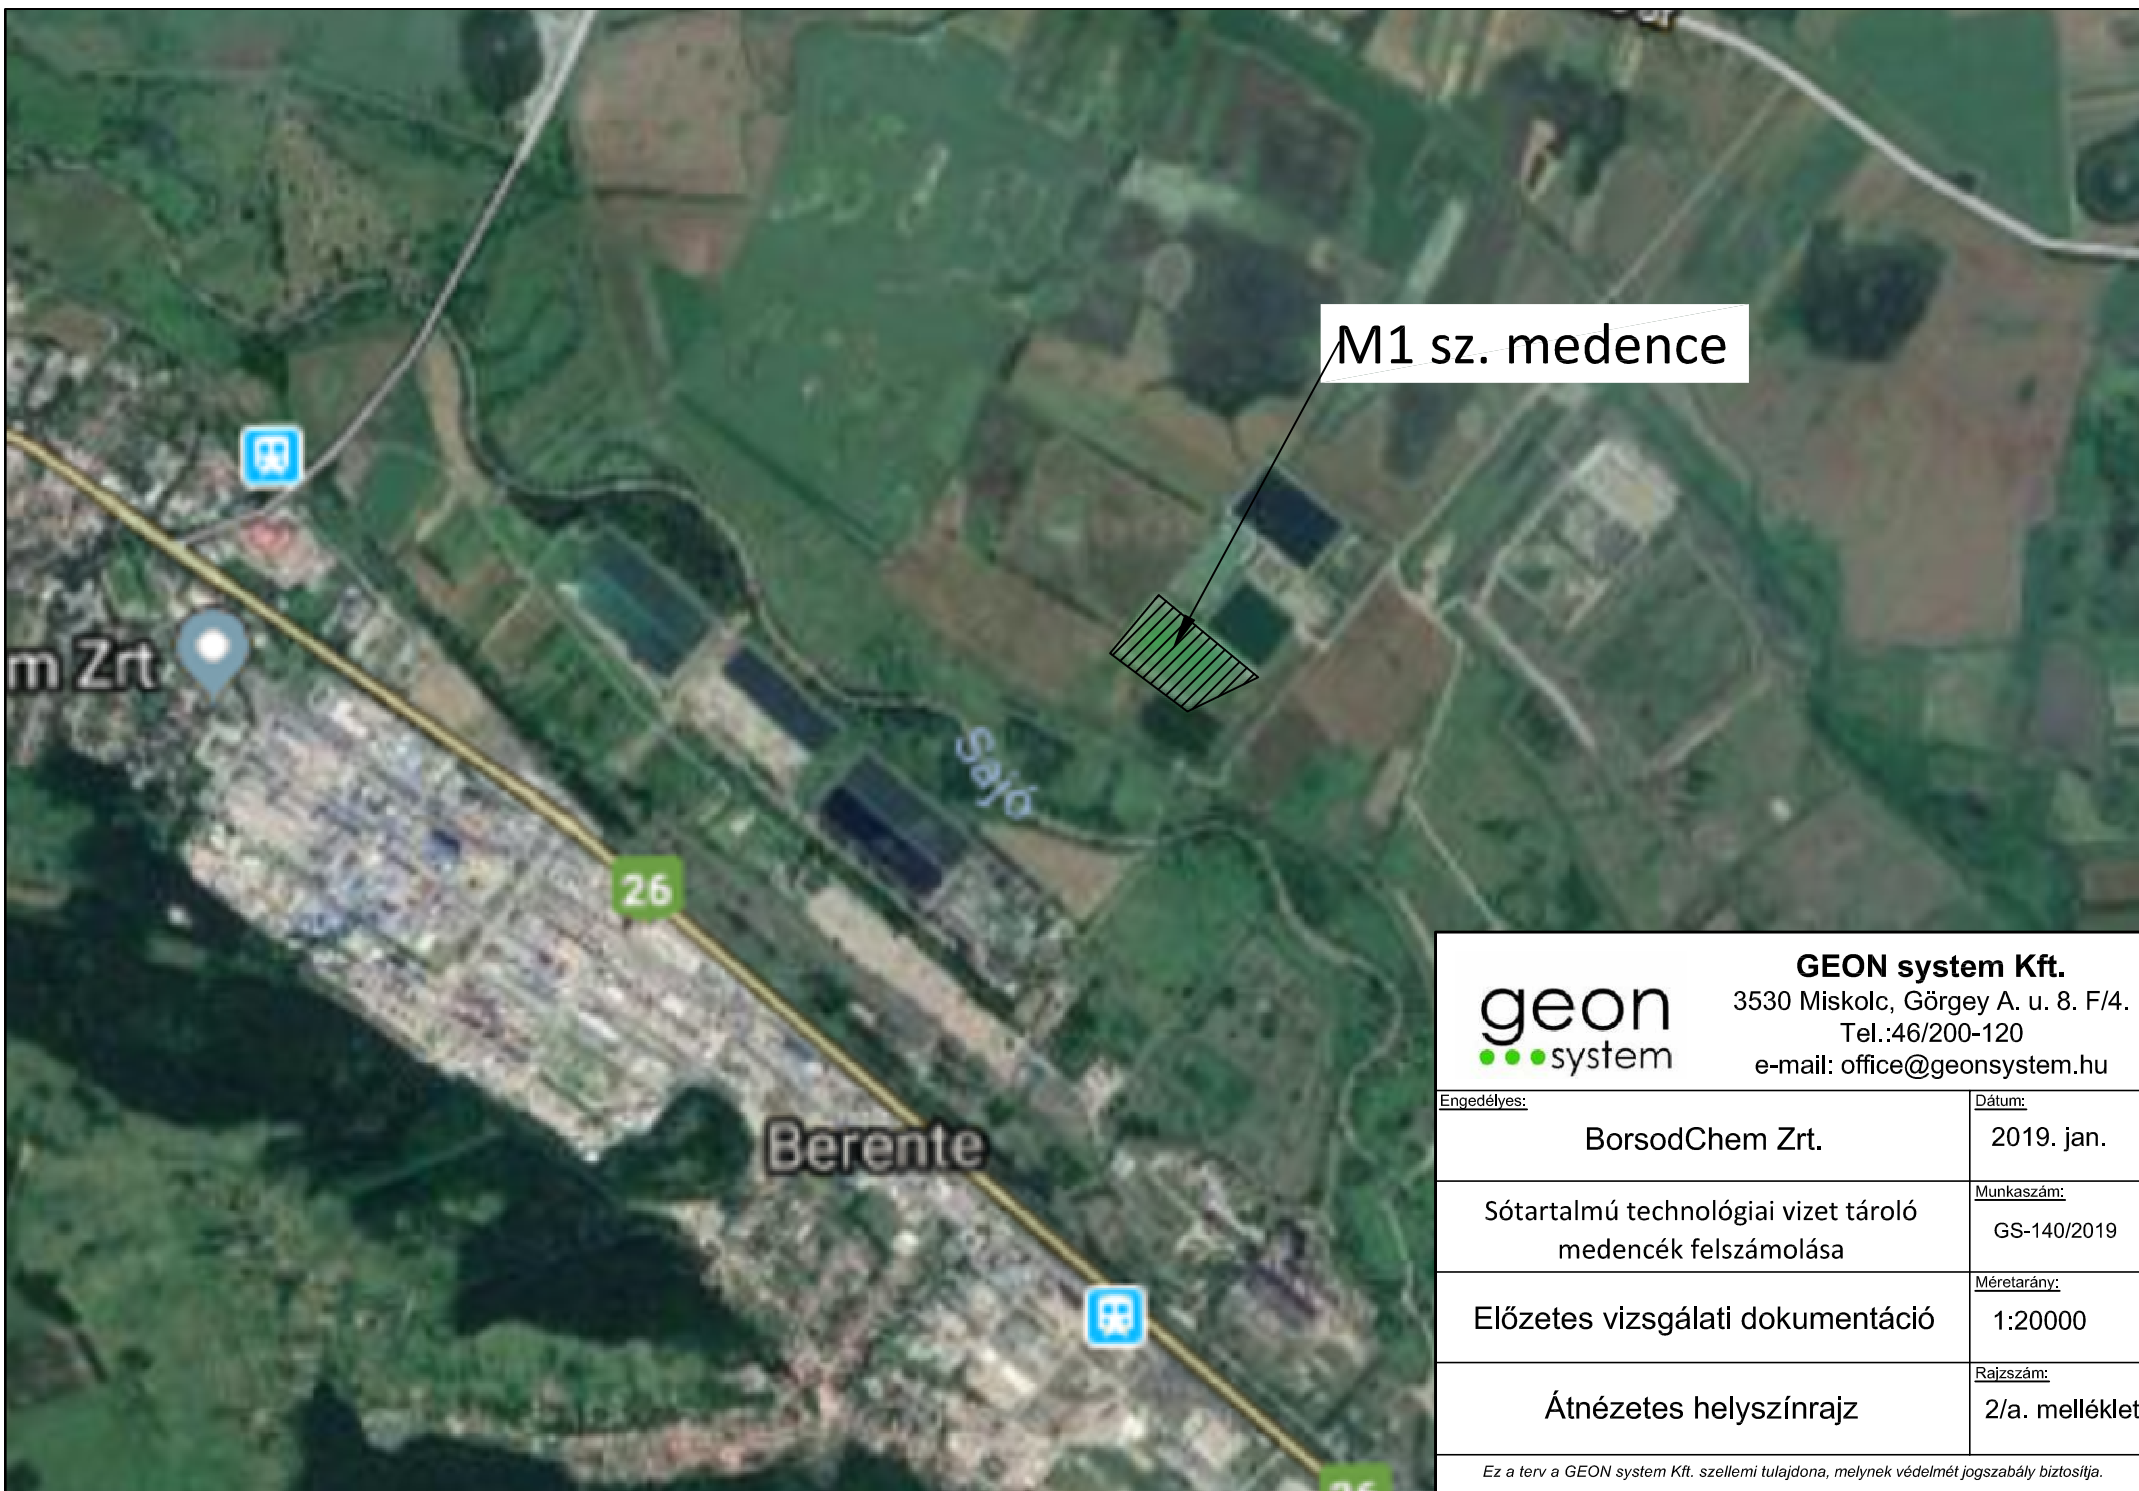 M1 sz. medence
m Zrt
Sajó
26
Berente
26
geon
system
GEON system Kft.
3530 Miskolc, Görgey A. u. 8. F/4.
Tel.:46/200-120
e-mail: office@geonsystem.hu
Engedélyes:
BorsodChem Zrt.
Dátum:
2019. jan.
Sótartalmú technológiai vizet tároló
medencék felszámolása
Munkaszám:
GS-140/2019
Előzetes vizsgálati dokumentáció
Méretarány:
1:20000
Átnézetes helyszínrajz
Rajzszám:
2/a. melléklet
Ez a terv a GEON system Kft. szellemi tulajdona, melynek védelmét jogszabály biztosítja.